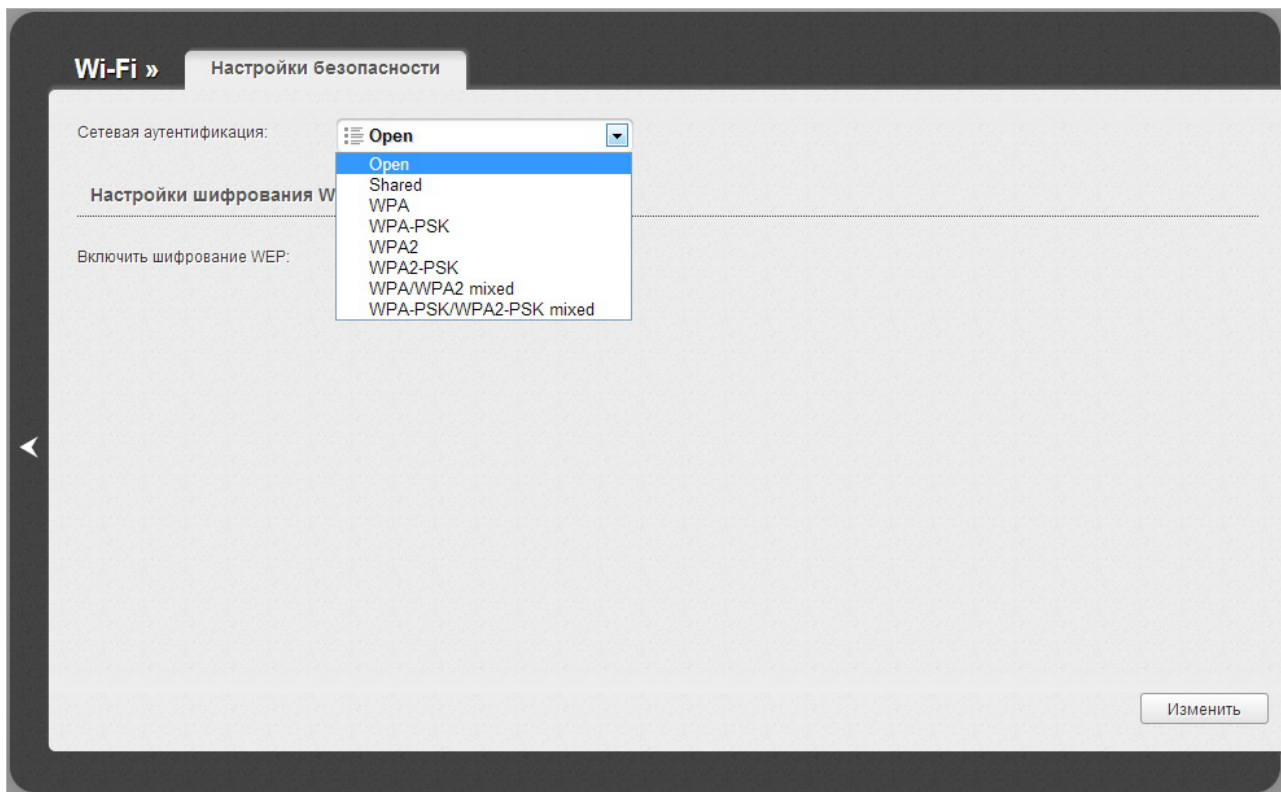 Wi-Fi » Настройки безопасности
Сетевая аутентификация: Open
Open
Shared
Настройки шифрования W
WPA
WPA-PSK
WPA2
Включить шифрование WEP:
WPA2-PSK
WPA/WPA2 mixed
WPA-PSK/WPA2-PSK mixed
Изменить